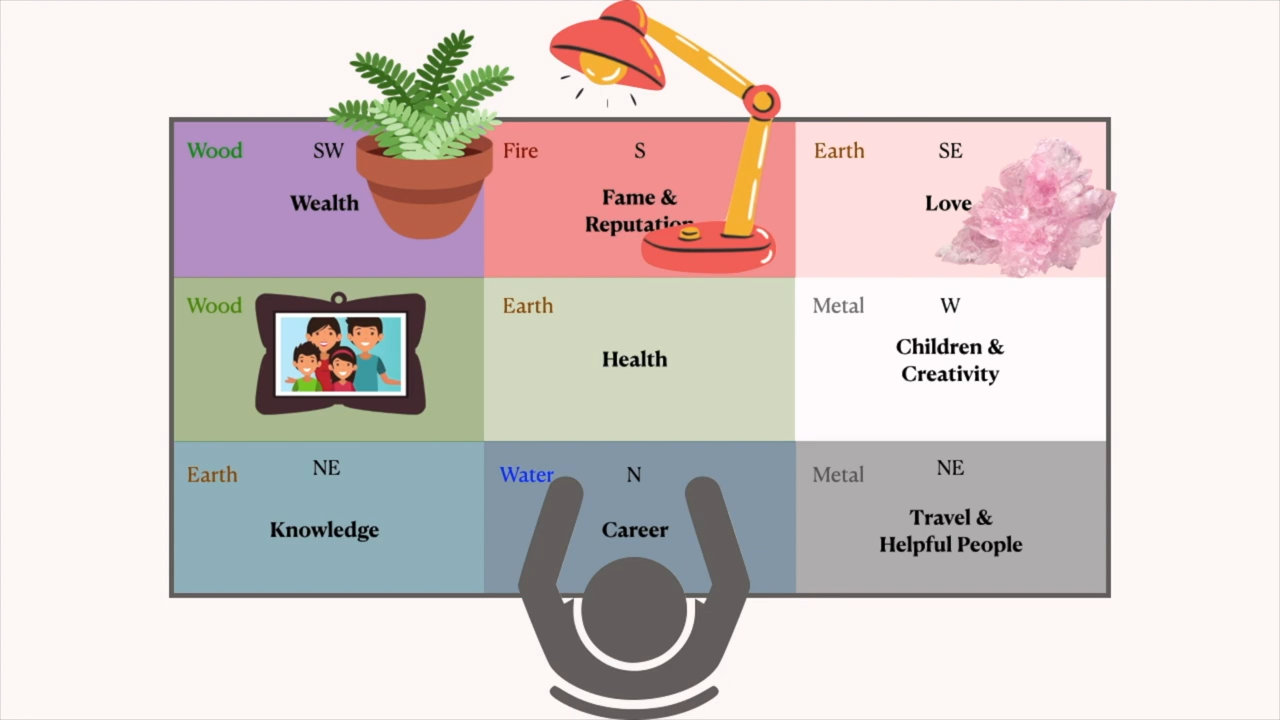 Wood SW
Wealth
Fire S
Fame &
Reputation
Earth SE
Love
Wood
Earth
Health
Metal W
Children &
Creativity
Earth NE
Knowledge
Water N
Career
Metal NE
Travel &
Helpful People